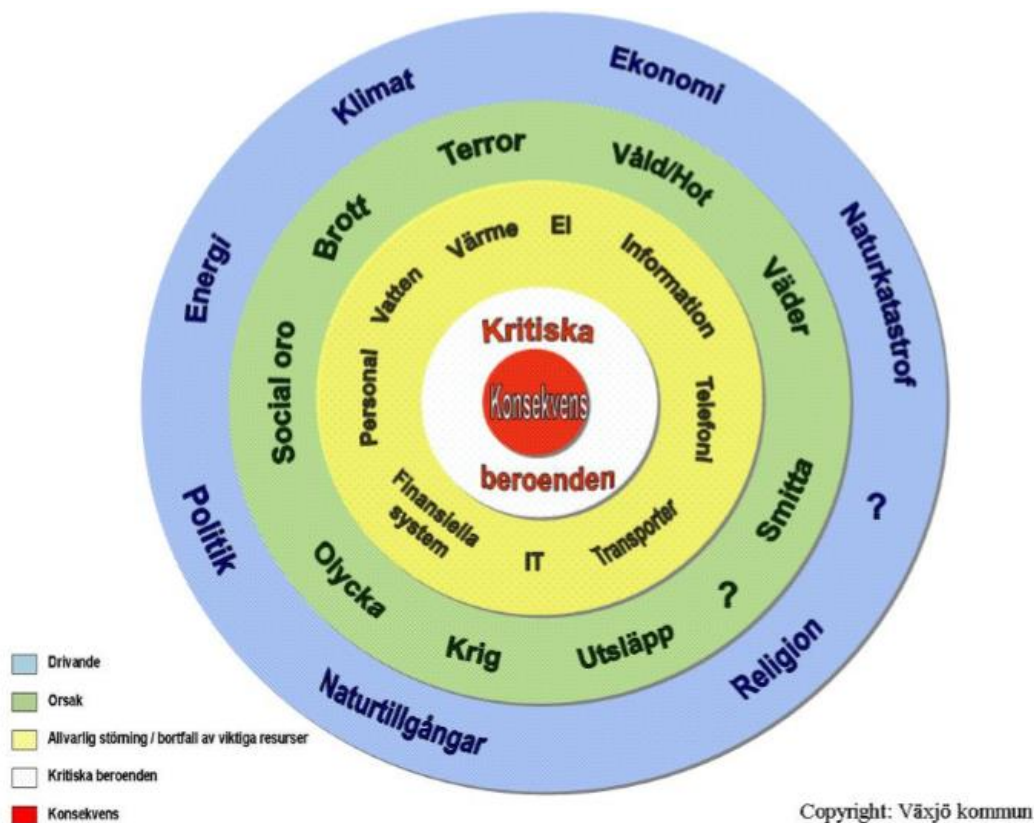 Ekonomi
Klimat
Naturkatastrof
Energi
?
Politik
Religion
Naturtillgångar
Terror
Våld/Hot
Brott
Väder
Social oro
Smitta
Olycka
?
Krig
Utsläpp
El
Värme
Information
Vatten
Telefoni
Personal
Transporter
Finansiella
system
IT
Kritiska
beroenden
Konsekvens
Drivande
Orsak
Allvarlig störning / bortfall av viktiga resurser
Kritiska beroenden
Konsekvens
Copyright: Växjö kommun